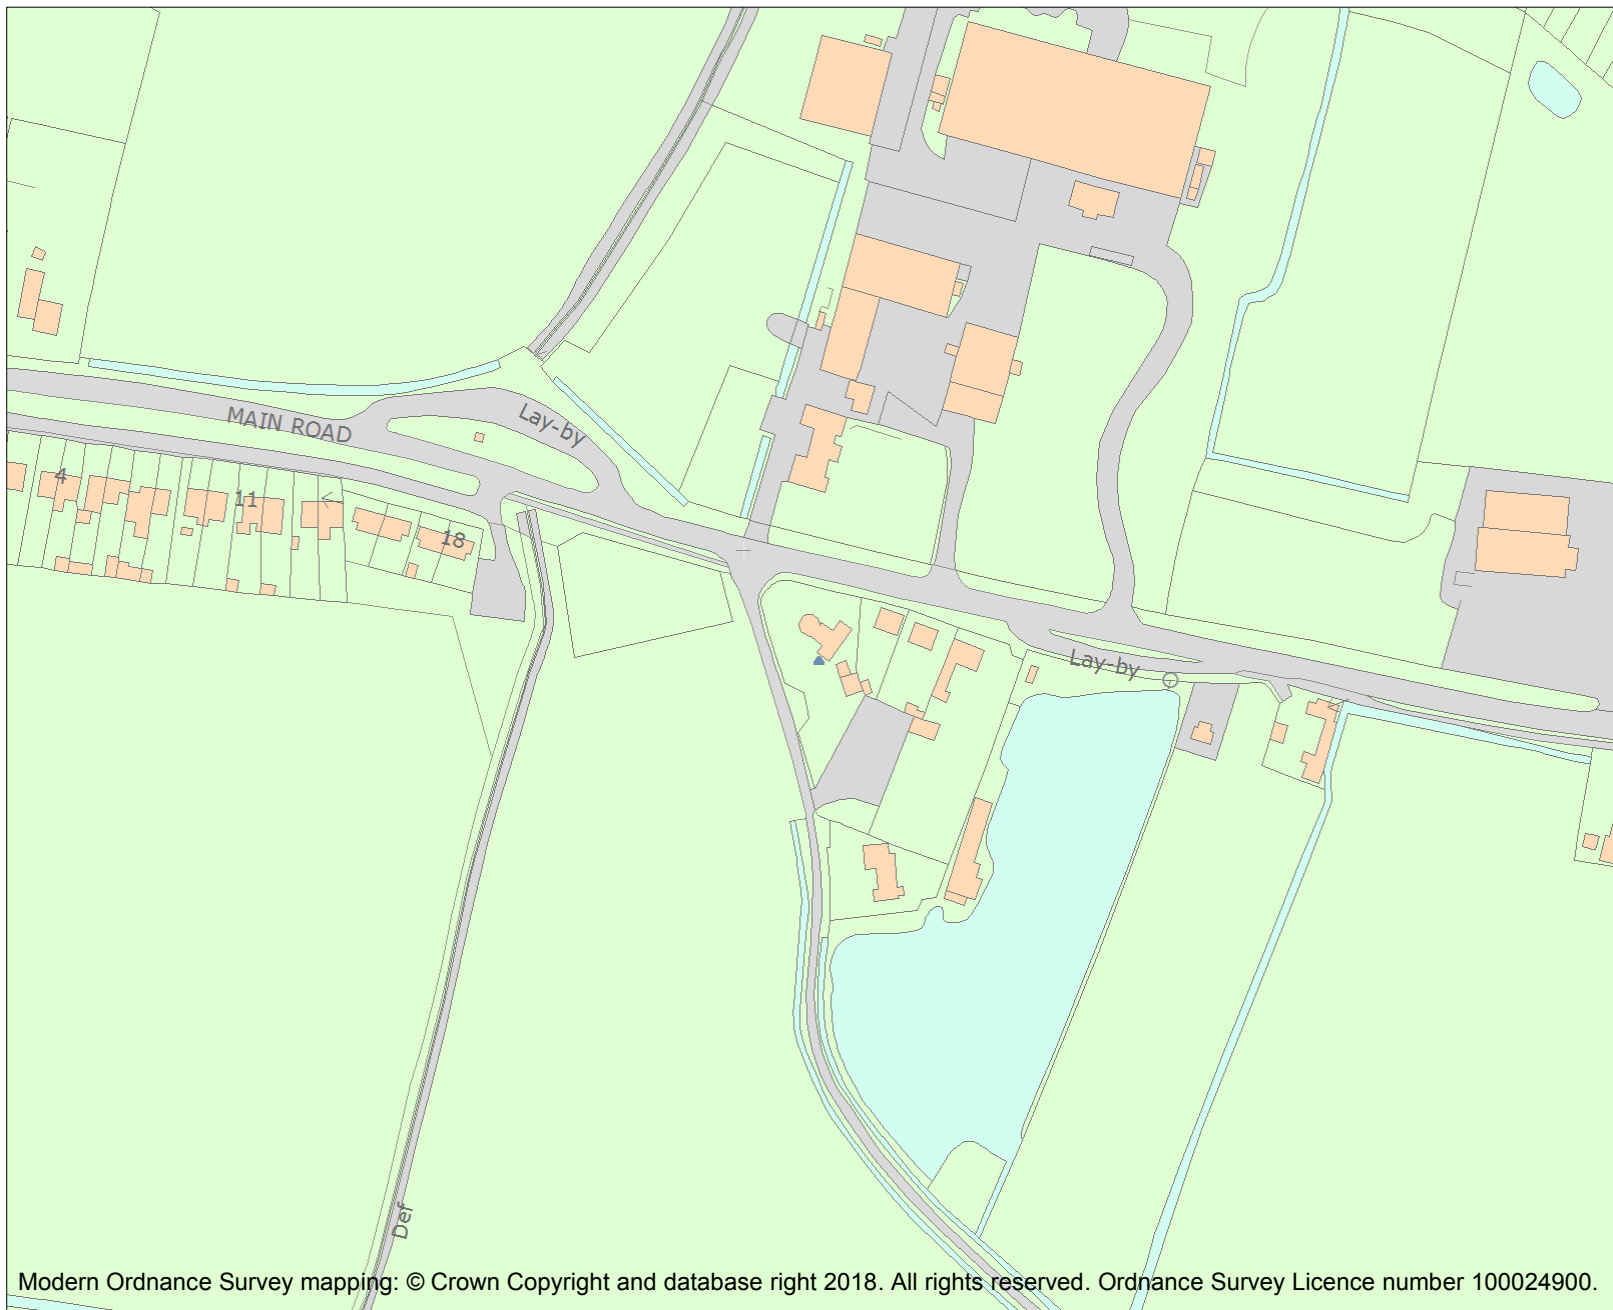 MAIN ROAD
Lay-by
4
11
18
Lay-by
Def
Modern Ordnance Survey mapping: © Crown Copyright and database right 2018. All rights reserved. Ordnance Survey Licence number 100024900.